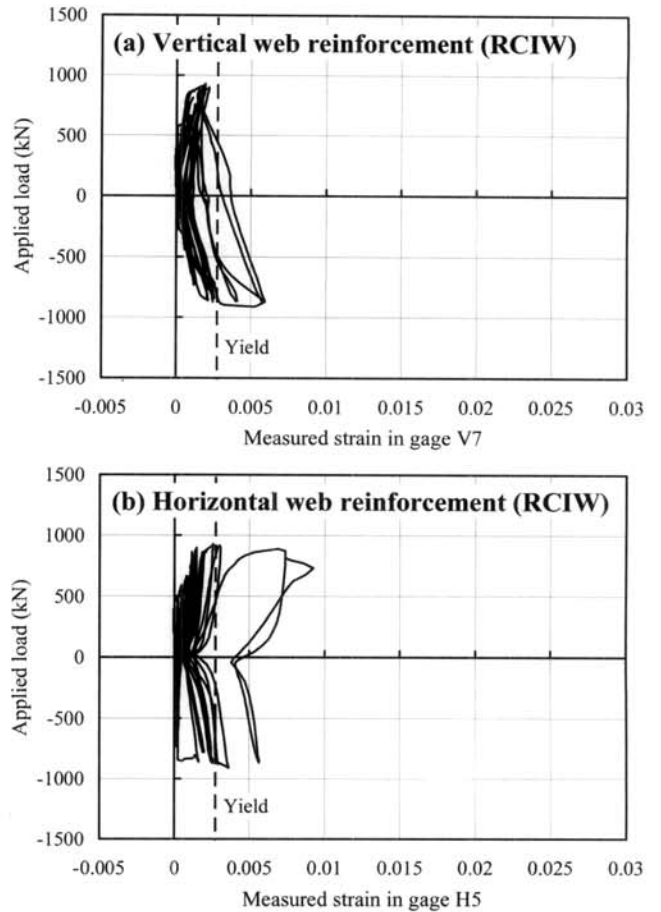 (a) Vertical web reinforcement (RCIW)
1500
1000
500
0
-500
-1000
-1500
Applied load (kN)
Yield
-0.005 0 0.005 0.01 0.015 0.02 0.025 0.03
Measured strain in gage V7
(b) Horizontal web reinforcement (RCIW)
1500
1000
500
0
-500
-1000
-1500
Applied load (kN)
Yield
-0.005 0 0.005 0.01 0.015 0.02 0.025 0.03
Measured strain in gage H5